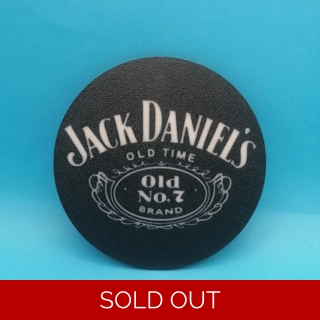 JACK DANIEL'S
OLD TIME
Old
No.7
BRAND
SOLD OUT